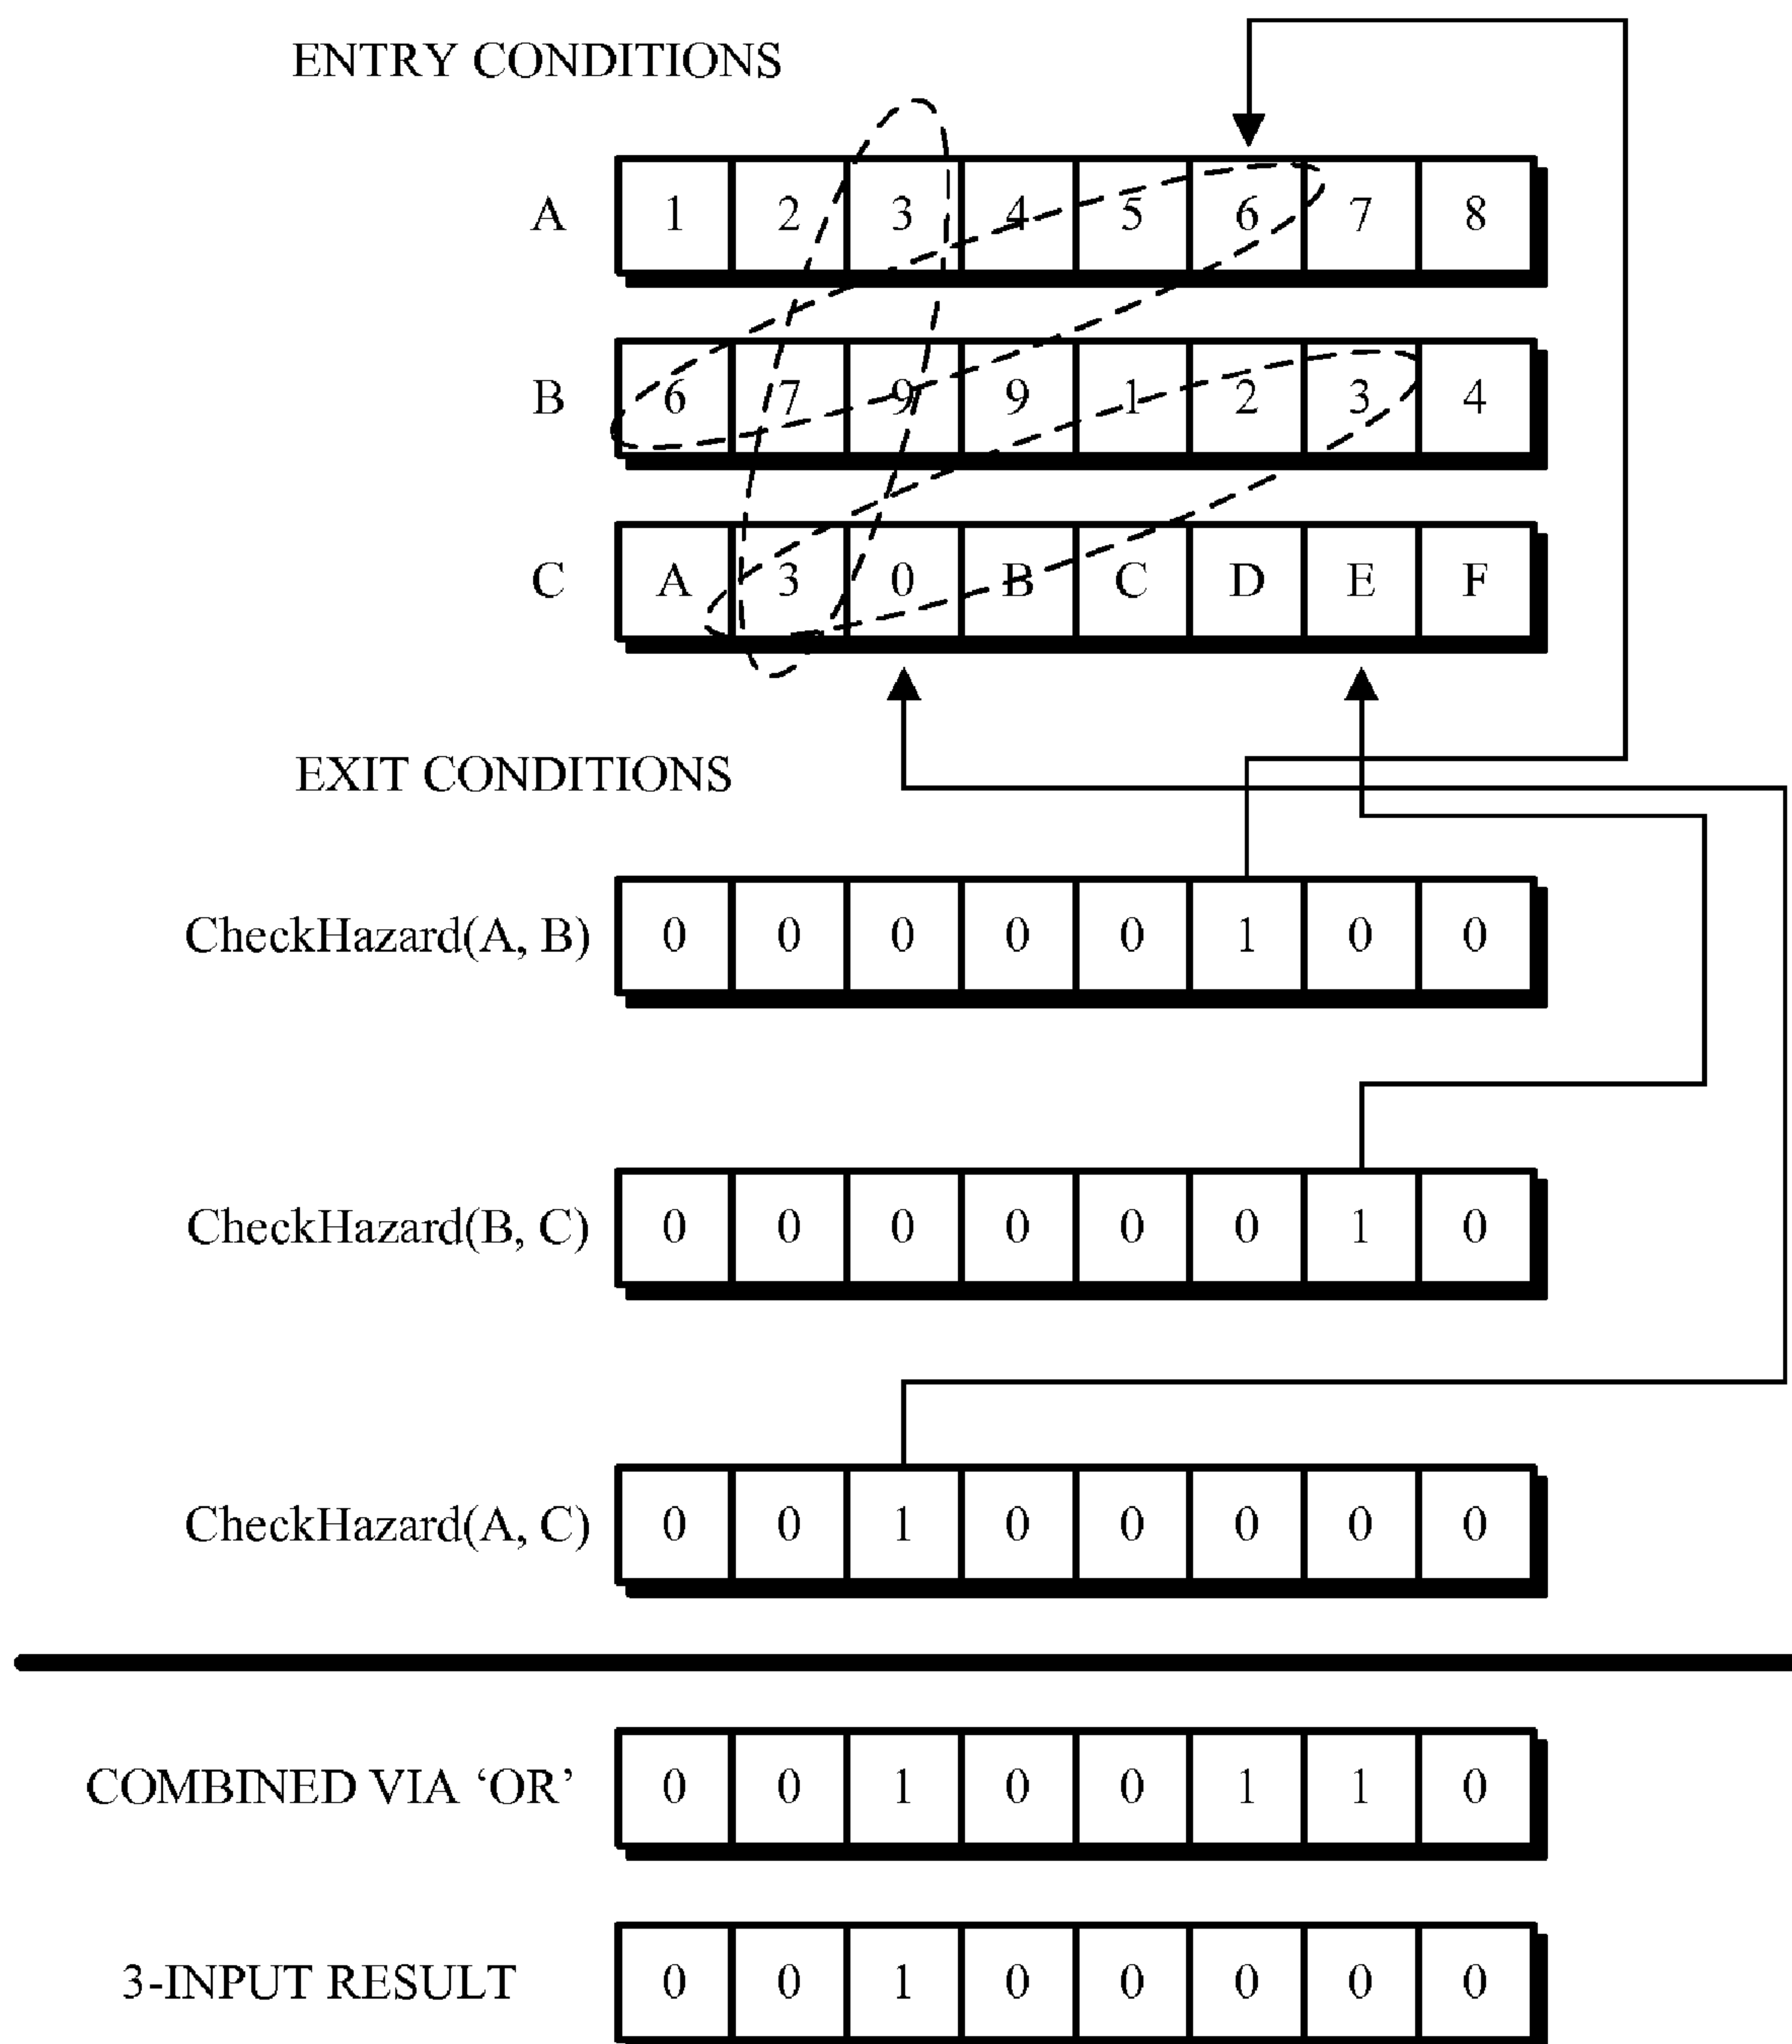 ENTRY CONDITIONS
A 1 2 3 4 5 6 7 8
B 6 7 9 9 1 2 3 4
C A 3 0 B C D E F
EXIT CONDITIONS
CheckHazard(A, B) 0 0 0 0 0 1 0 0
CheckHazard(B, C) 0 0 0 0 0 0 1 0
CheckHazard(A, C) 0 0 1 0 0 0 0 0
COMBINED VIA ‘OR’ 0 0 1 0 0 1 1 0
3-INPUT RESULT 0 0 1 0 0 0 0 0